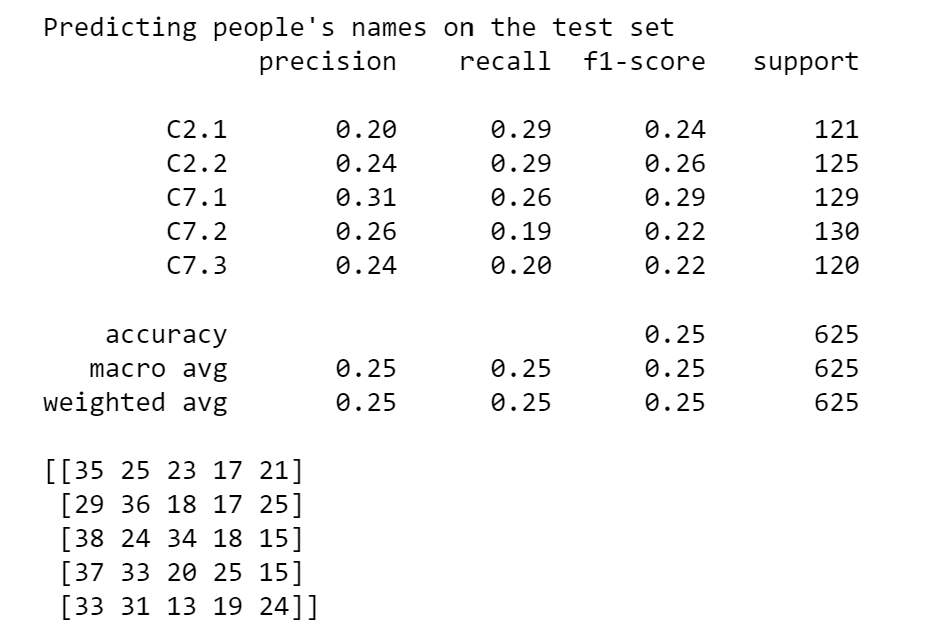 Predicting people's names on the test set
precision recall f1-score support
C2.1 0.20 0.29 0.24 121
C2.2 0.24 0.29 0.26 125
C7.1 0.31 0.26 0.29 129
C7.2 0.26 0.19 0.22 130
C7.3 0.24 0.20 0.22 120
accuracy 0.25 625
macro avg 0.25 0.25 0.25 625
weighted avg 0.25 0.25 0.25 625
[[35 25 23 17 21]
[29 36 18 17 25]
[38 24 34 18 15]
[37 33 20 25 15]
[33 31 13 19 24]]